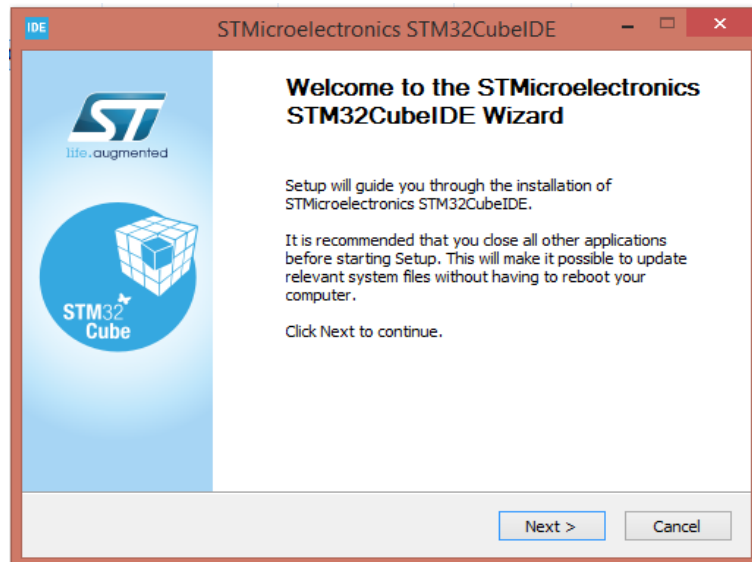 IDE
STMicroelectronics STM32CubeIDE
ST
life.augmented
STM32
Cube
Welcome to the STMicroelectronics
STM32CubeIDE Wizard
Setup will guide you through the installation of
STMicroelectronics STM32CubeIDE.
It is recommended that you close all other applications
before starting Setup. This will make it possible to update
relevant system files without having to reboot your
computer.
Click Next to continue.
Next >
Cancel